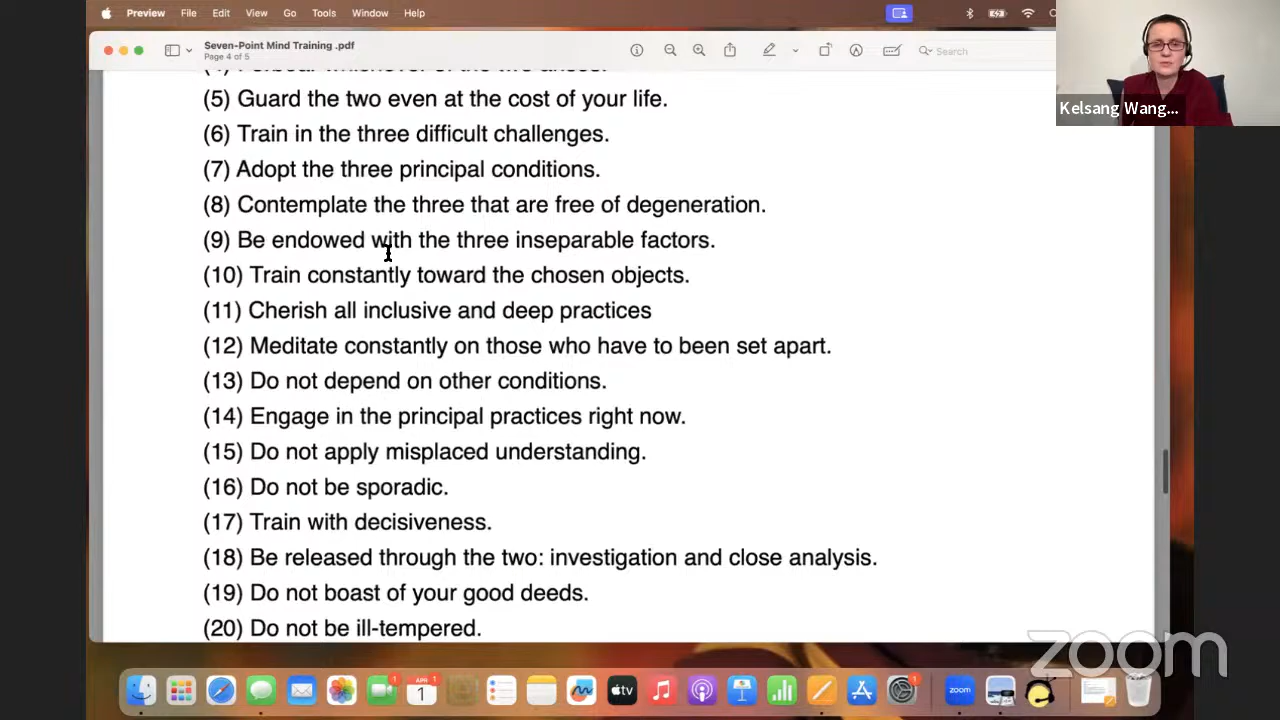 Preview File Edit View Go Tools Window Help
Seven-Point Mind Training .pdf
Page 4 of 5
Search
Kelsang Wang...
(5) Guard the two even at the cost of your life.
(6) Train in the three difficult challenges.
(7) Adopt the three principal conditions.
(8) Contemplate the three that are free of degeneration.
(9) Be endowed with the three inseparable factors.
(10) Train constantly toward the chosen objects.
(11) Cherish all inclusive and deep practices
(12) Meditate constantly on those who have to been set apart.
(13) Do not depend on other conditions.
(14) Engage in the principal practices right now.
(15) Do not apply misplaced understanding.
(16) Do not be sporadic.
(17) Train with decisiveness.
(18) Be released through the two: investigation and close analysis.
(19) Do not boast of your good deeds.
(20) Do not be ill-tempered.
zoom
APR
1
tv
zoom